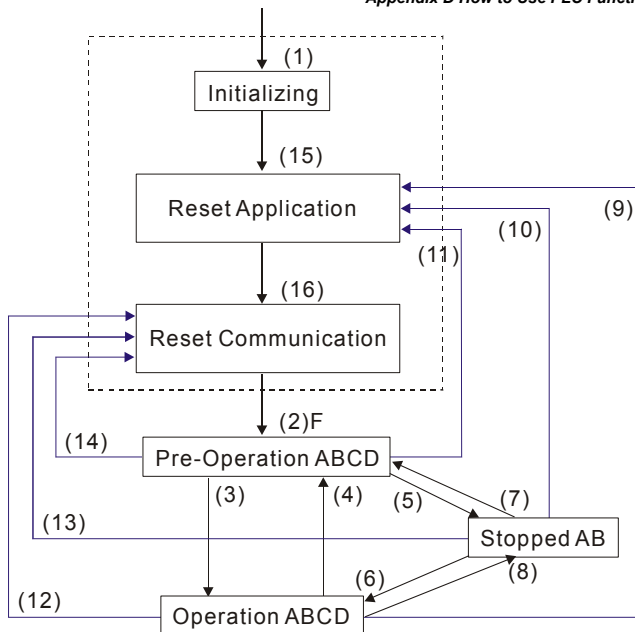 Appendix D How to Use PLC Functi
(1)
Initializing
(15)
Reset Application
(9)
(10)
(11)
(16)
Reset Communication
(2)F
(14)
Pre-Operation ABCD
(3)
(4)
(5)
(7)
(13)
Stopped AB
(6)
(8)
(12)
Operation ABCD